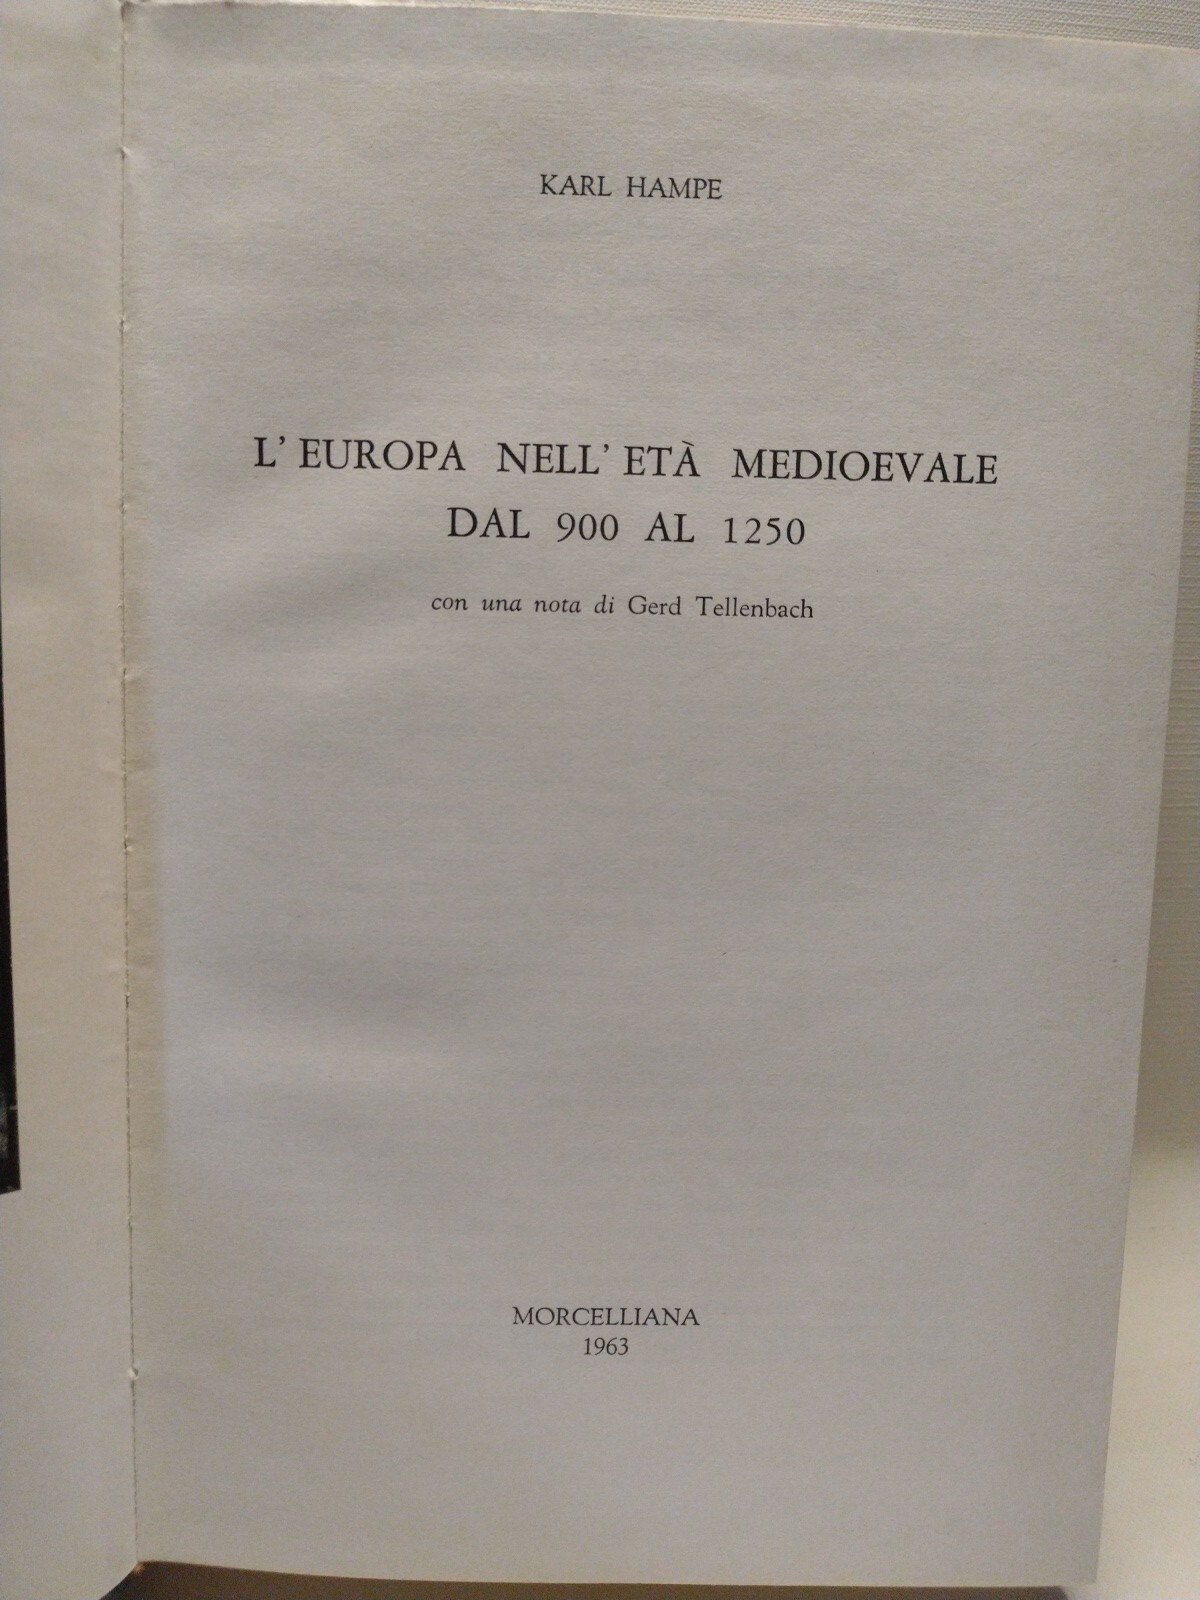 KARL HAMPE
L' EUROPA NELL' ETÀ MEDIOEVALE
DAL 900 AL 1250
con una nota di Gerd Tellenbach
MORCELLIANA
1963